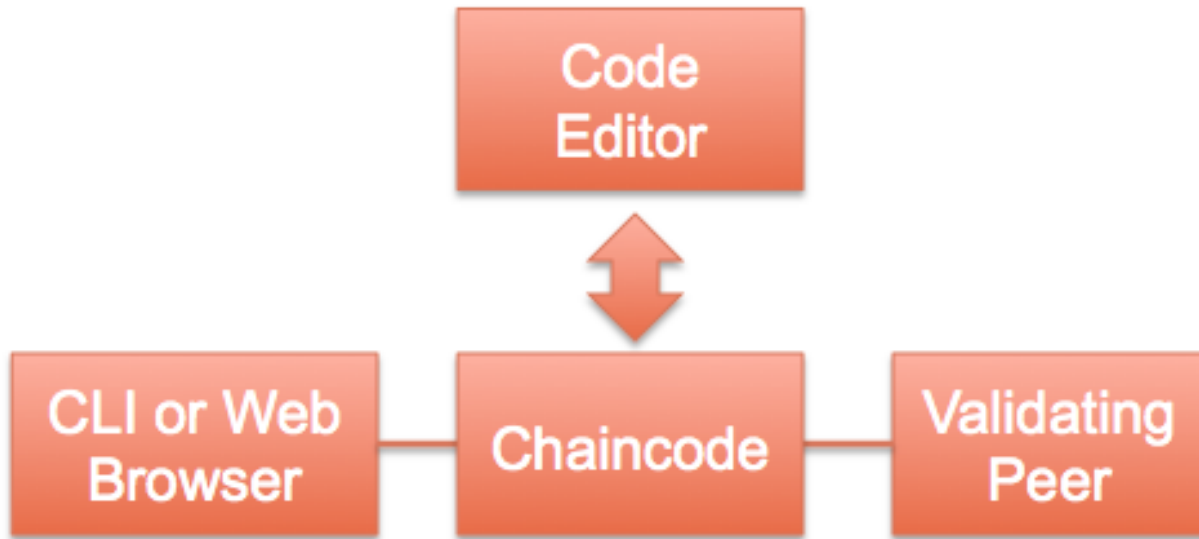 Code
Editor
CLI or Web
Browser
Chaincode
Validating
Peer